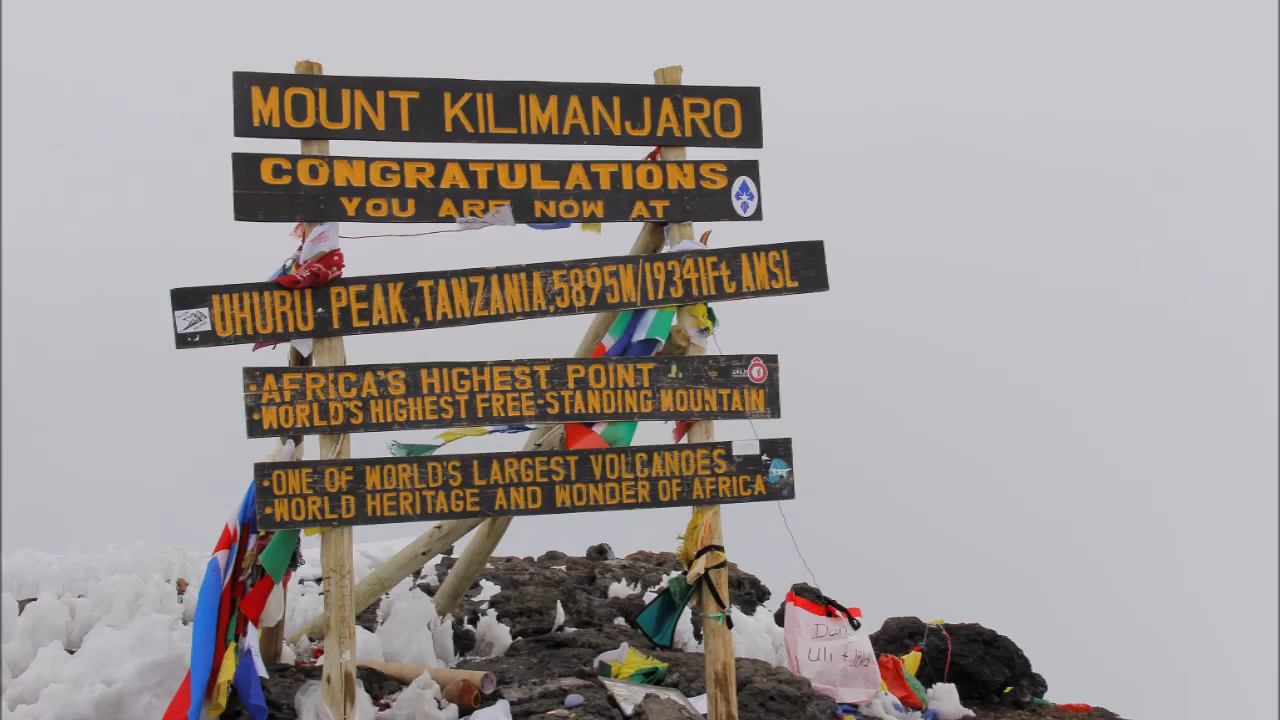 MOUNT KILIMANJARO
CONGRATULATIONS
YOU ARE NOW AT
UHURU PEAK, TANZANIA, 5895M/19341Ft AMSL
•AFRICA'S HIGHEST POINT
•WORLD'S HIGHEST FREE-STANDING MOUNTAIN
•ONE OF WORLD'S LARGEST VOLCANOES
•WORLD HERITAGE AND WONDER OF AFRICA
Uli +